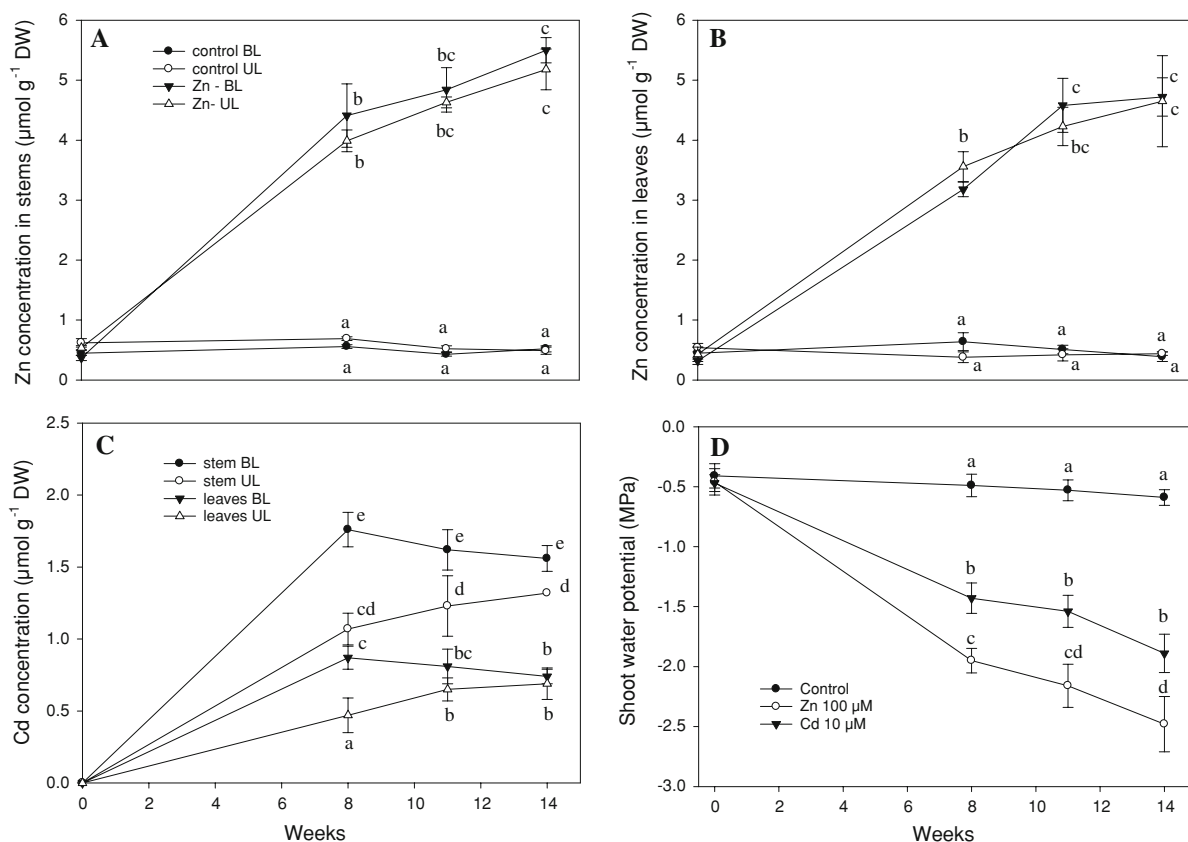 A
control BL
control UL
Zn - BL
Zn- UL
Zn concentration in stems (µmol g⁻¹ DW)
6
5
4
3
2
1
0
b
b
bc
bc
c
c
a
a
a
a
a
a
B
Zn concentration in leaves (µmol g⁻¹ DW)
6
5
4
3
2
1
0
b
c
bc
c
c
a
a
a
a
a
a
C
stem BL
stem UL
leaves BL
leaves UL
Cd concentration (µmol g⁻¹ DW)
2.5
2.0
1.5
1.0
0.5
0.0
e
e
e
cd
d
d
c
bc
b
a
b
b
0
2
4
6
8
10
12
14
Weeks
D
Shoot water potential (MPa)
0.0
-0.5
-1.0
-1.5
-2.0
-2.5
-3.0
a
a
a
b
b
b
c
cd
d
Control
Zn 100 µM
Cd 10 µM
0
2
4
6
8
10
12
14
Weeks